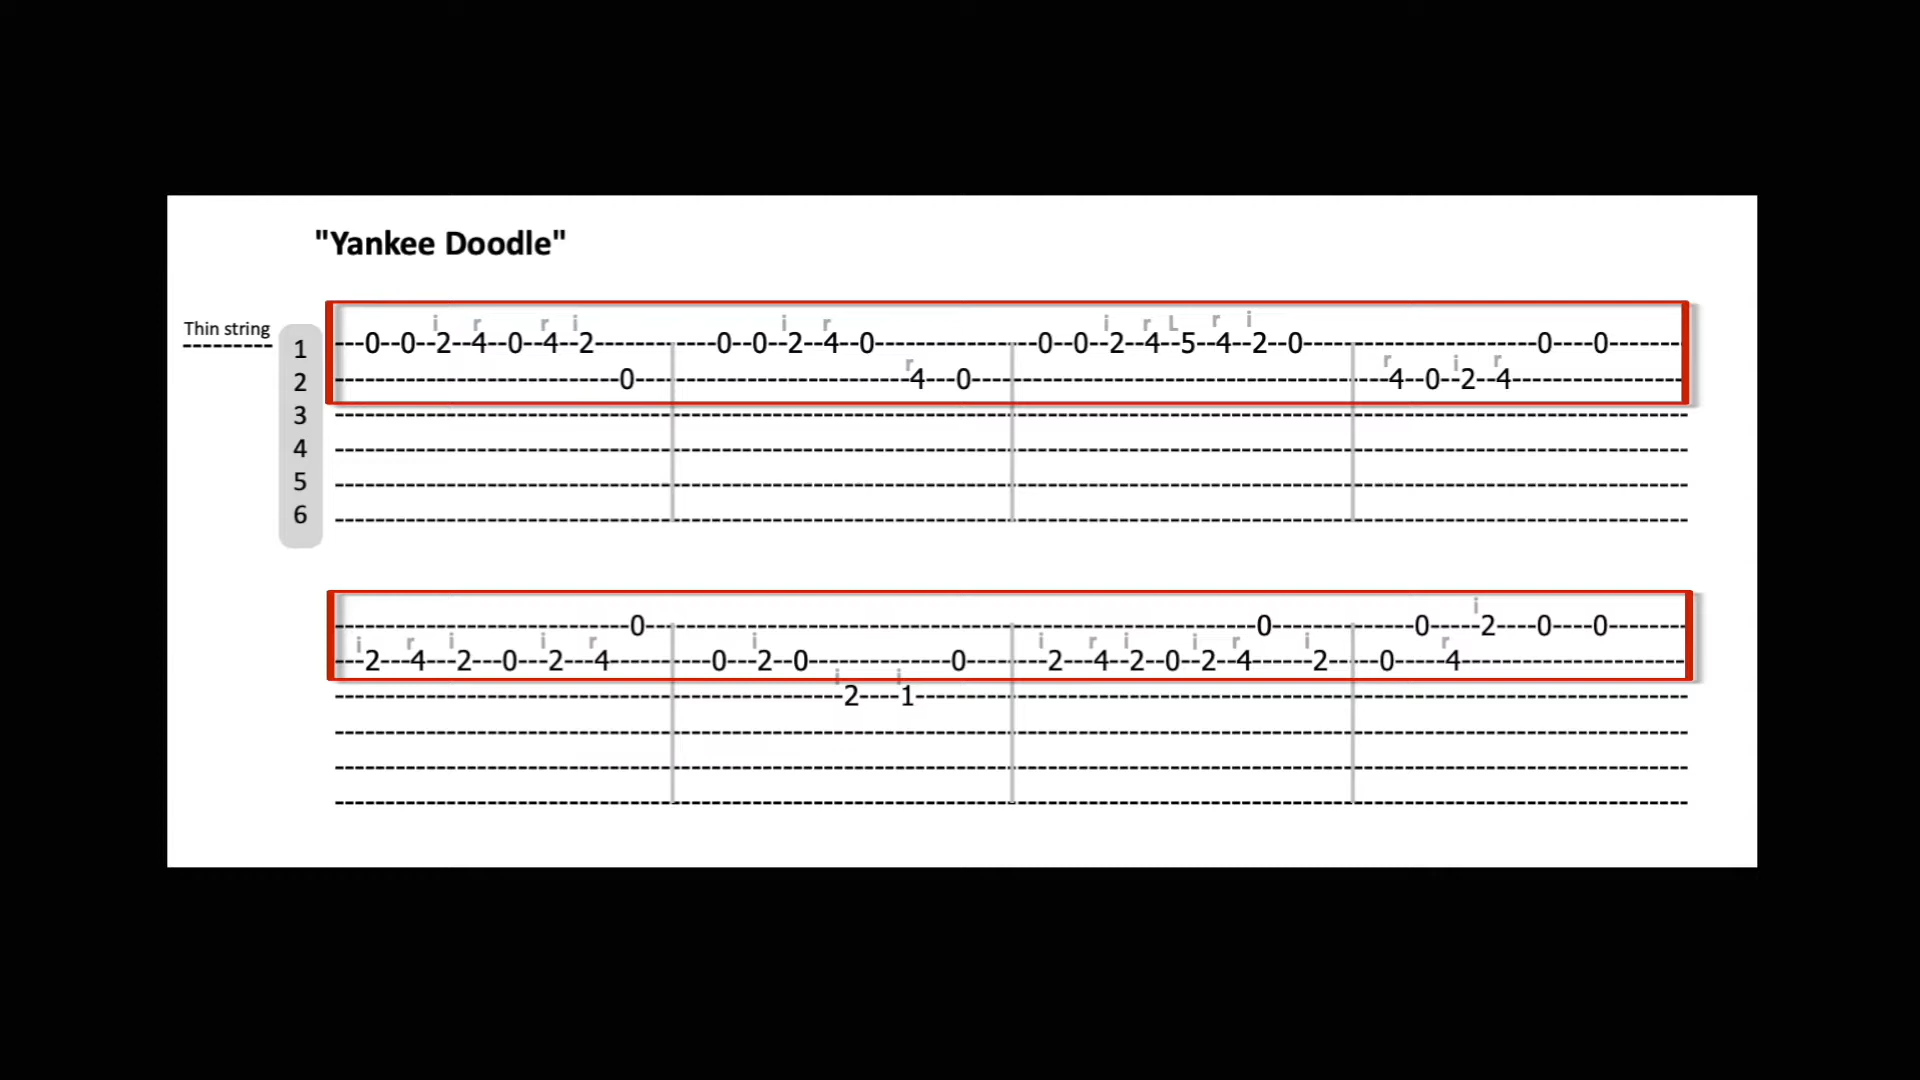 "Yankee Doodle"
i r r i i r i r L r i
Thin string
1 ---0--0--2--4--0--4--2------------0--0--2--4--0---------------0--0--2--4--5--4--2--0---------------------0----0-------
r r i r
2 ------------------------0------------------------4---0---------------------------------------4--0--2--4---------------
3 ------------------------------------------------------------------------------------------------------------------------
4 ------------------------------------------------------------------------------------------------------------------------
5 ------------------------------------------------------------------------------------------------------------------------
6 ------------------------------------------------------------------------------------------------------------------------
i
--------------------------0---------------------------------------------------0-------------0-----2----0----0-------
i r i i r i i r i i r i r
---2---4---2---0---2---4--------0---2--0------------0--------2---4--2--0--2--4------2-----0-----4--------------------
i i
---------------------------------------------2----1---------------------------------------------------------------------
------------------------------------------------------------------------------------------------------------------------
------------------------------------------------------------------------------------------------------------------------
------------------------------------------------------------------------------------------------------------------------